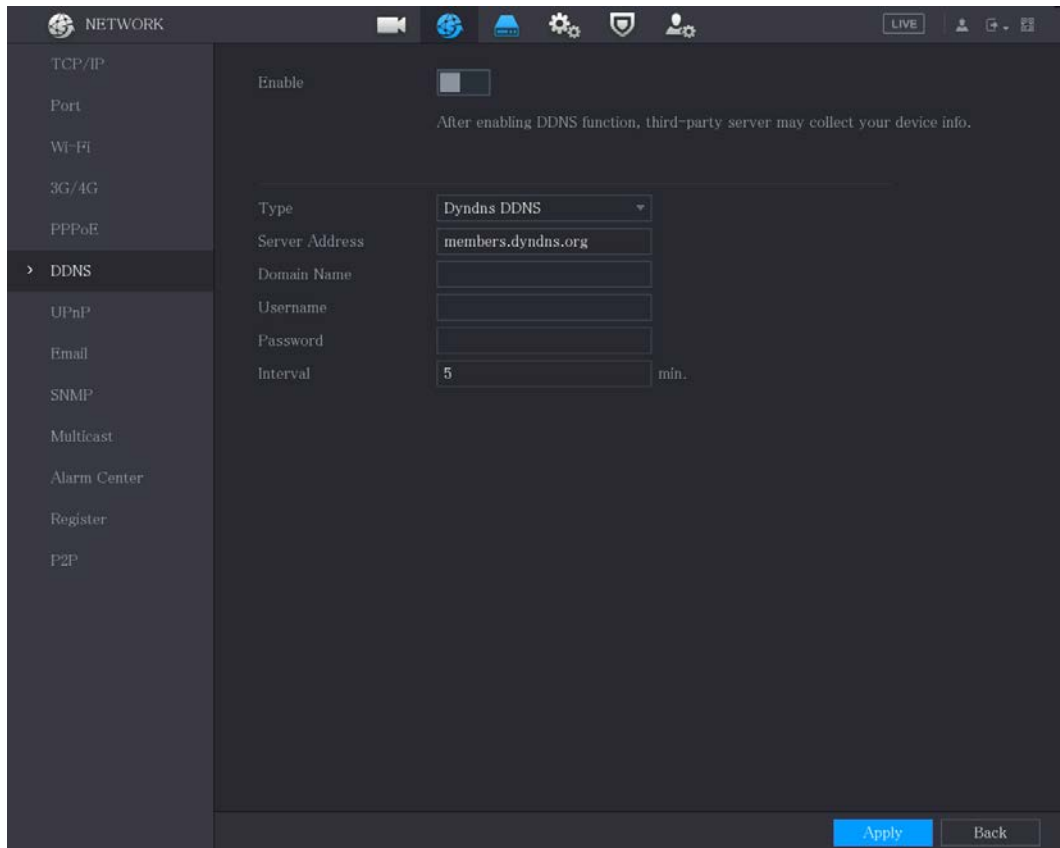 NETWORK
LIVE
TCP/IP
Port
Wi-Fi
3G/4G
PPPoE
DDNS
UPnP
Email
SNMP
Multicast
Alarm Center
Register
P2P
Enable
After enabling DDNS function, third-party server may collect your device info.
Type Dyndns DDNS
Server Address members.dyndns.org
Domain Name
Username
Password
Interval 5 min.
Apply Back